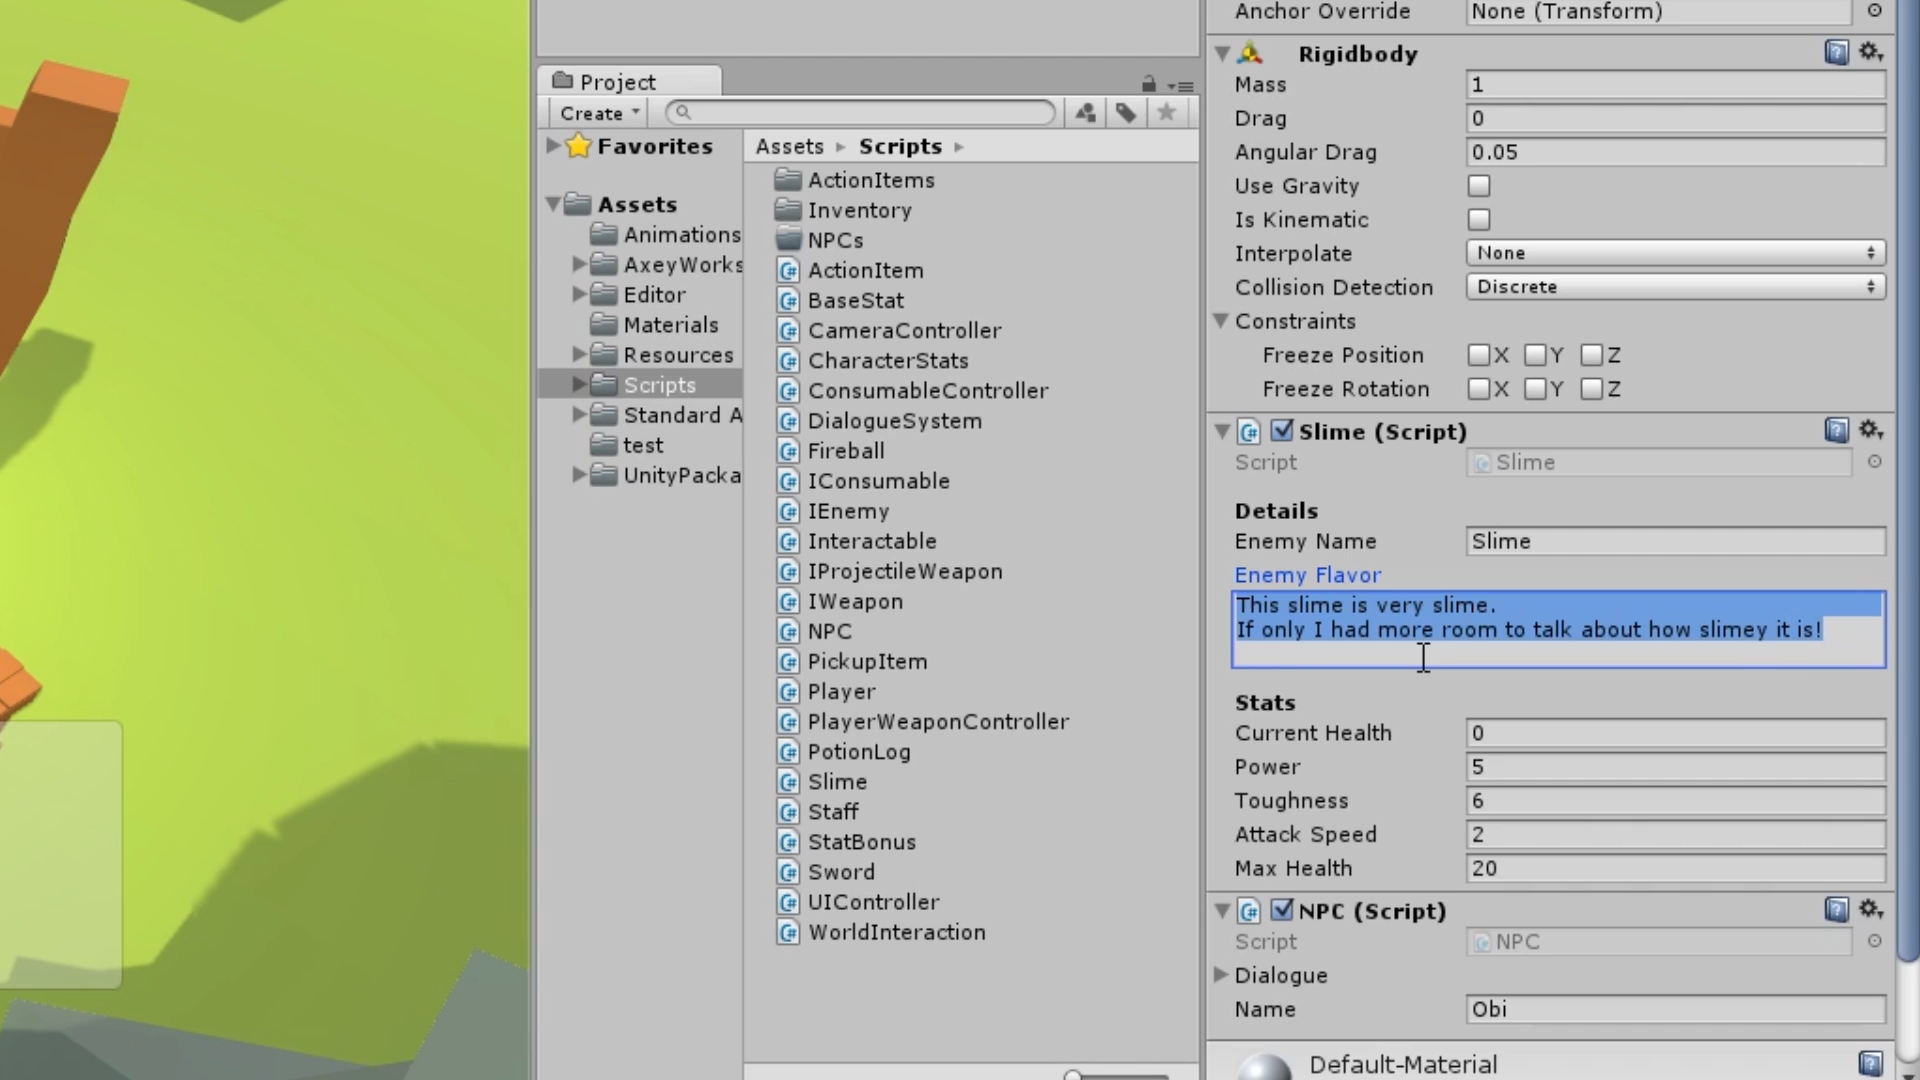 Project
Create
Favorites
Assets
Animations
AxeyWorks
Editor
Materials
Resources
Scripts
Standard A
test
UnityPacka
Assets Scripts
ActionItems
Inventory
NPCs
ActionItem
BaseStat
CameraController
CharacterStats
ConsumableController
DialogueSystem
Fireball
IConsumable
IEnemy
Interactable
IProjectileWeapon
IWeapon
NPC
PickupItem
Player
PlayerWeaponController
PotionLog
Slime
Staff
StatBonus
Sword
UIController
WorldInteraction
Anchor Override None (Transform)
Rigidbody
Mass 1
Drag 0
Angular Drag 0.05
Use Gravity
Is Kinematic
Interpolate None
Collision Detection Discrete
Constraints
Freeze Position X Y Z
Freeze Rotation X Y Z
Slime (Script)
Script Slime
Details
Enemy Name Slime
Enemy Flavor
This slime is very slime.
If only I had more room to talk about how slimey it is!
Stats
Current Health 0
Power 5
Toughness 6
Attack Speed 2
Max Health 20
NPC (Script)
Script NPC
Dialogue
Name Obi
Default-Material